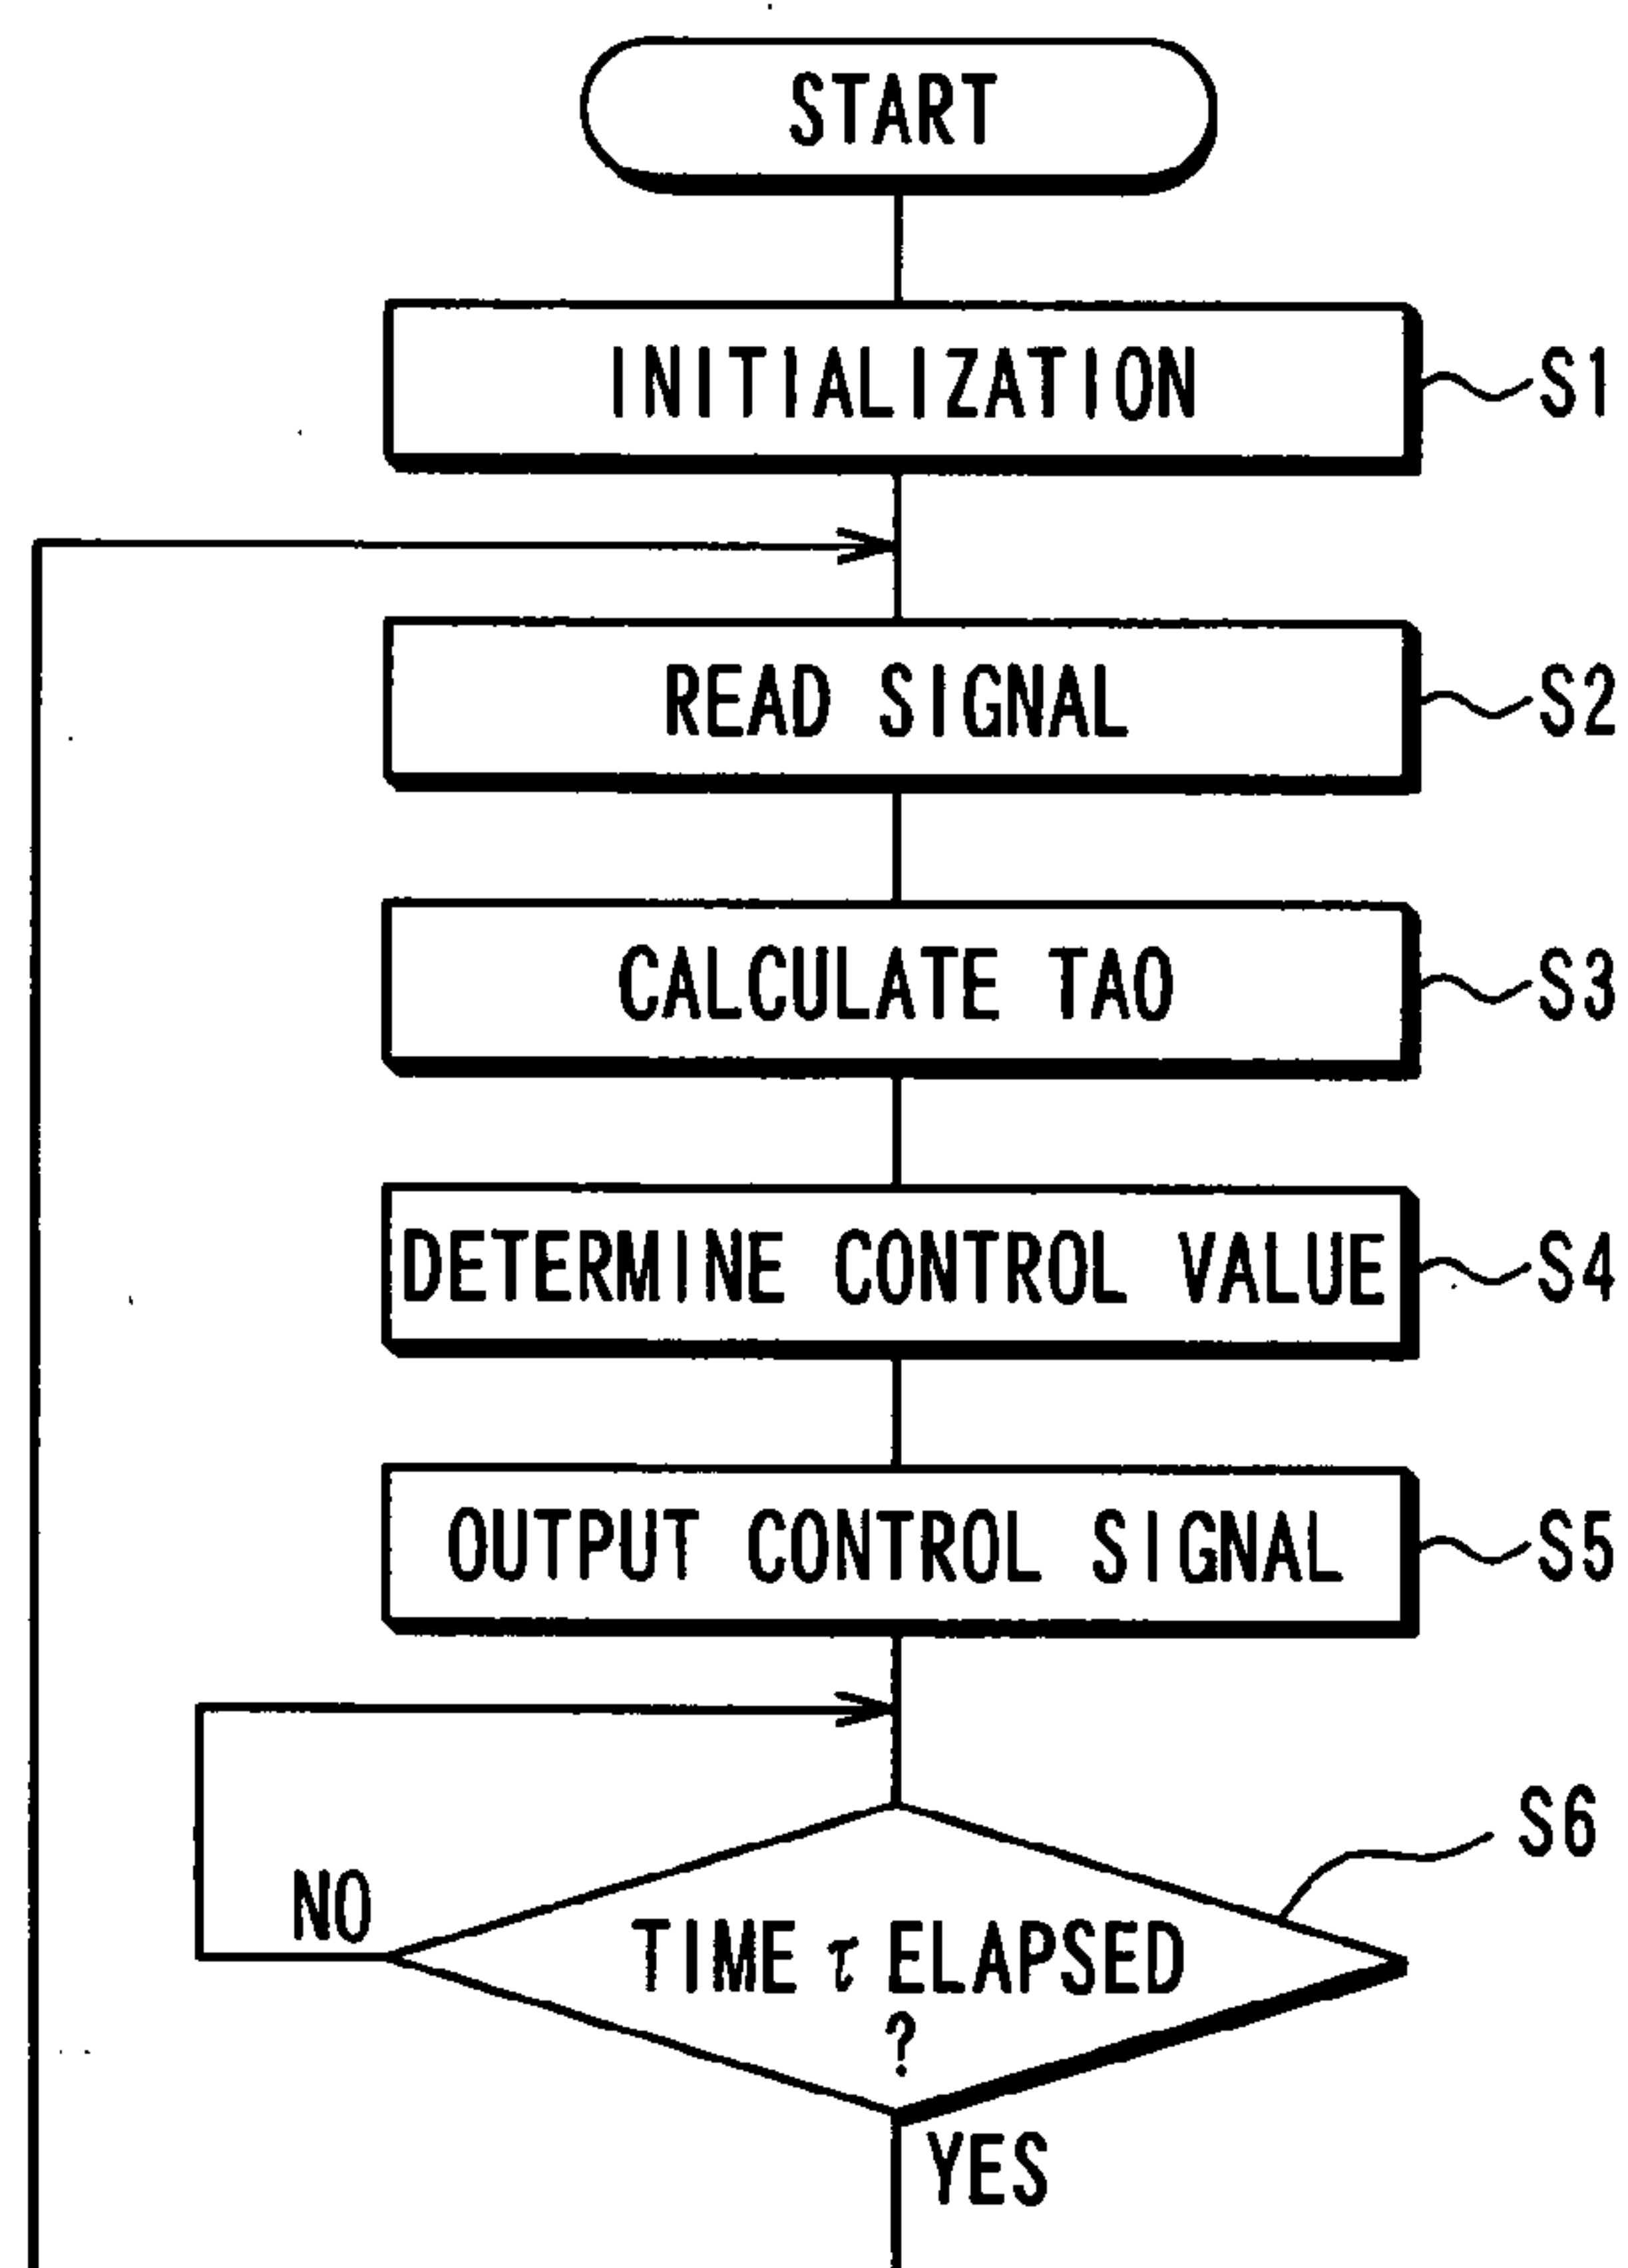 START
INITIALIZATION
S1
READ SIGNAL
S2
CALCULATE TAO
S3
DETERMINE CONTROL VALUE
S4
OUTPUT CONTROL SIGNAL
S5
S6
NO
TIME τ ELAPSED
?
YES